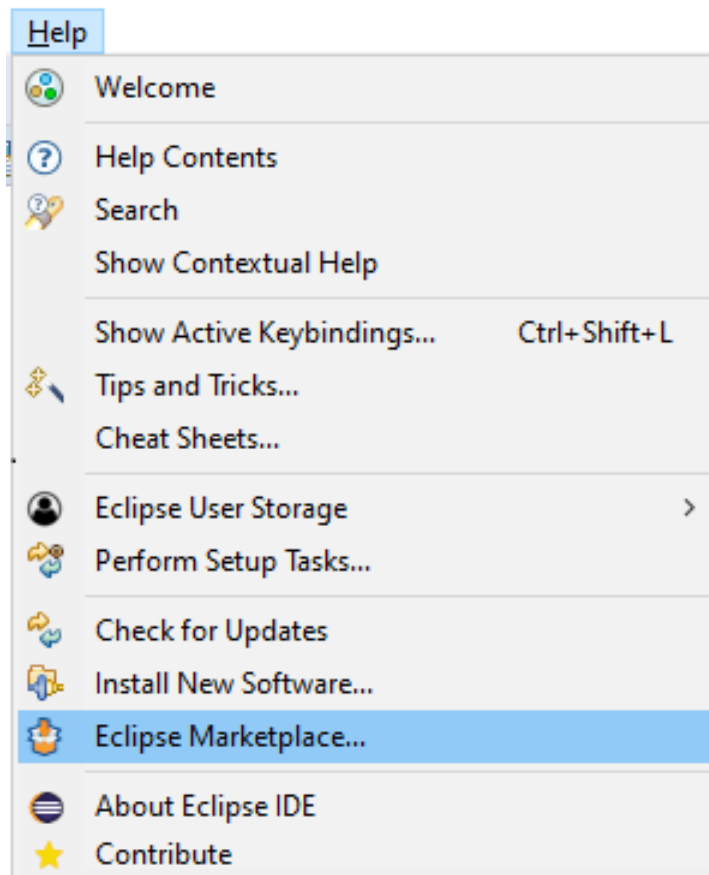 Help
Welcome
Help Contents
Search
Show Contextual Help
Show Active Keybindings... Ctrl+Shift+L
Tips and Tricks...
Cheat Sheets...
Eclipse User Storage
Perform Setup Tasks...
Check for Updates
Install New Software...
Eclipse Marketplace...
About Eclipse IDE
Contribute